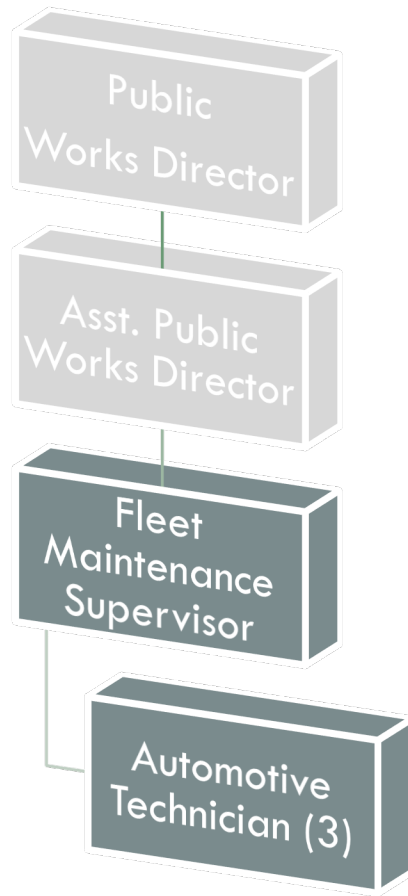 Public
Works Director
Asst. Public
Works Director
Fleet
Maintenance
Supervisor
Automotive
Technician (3)